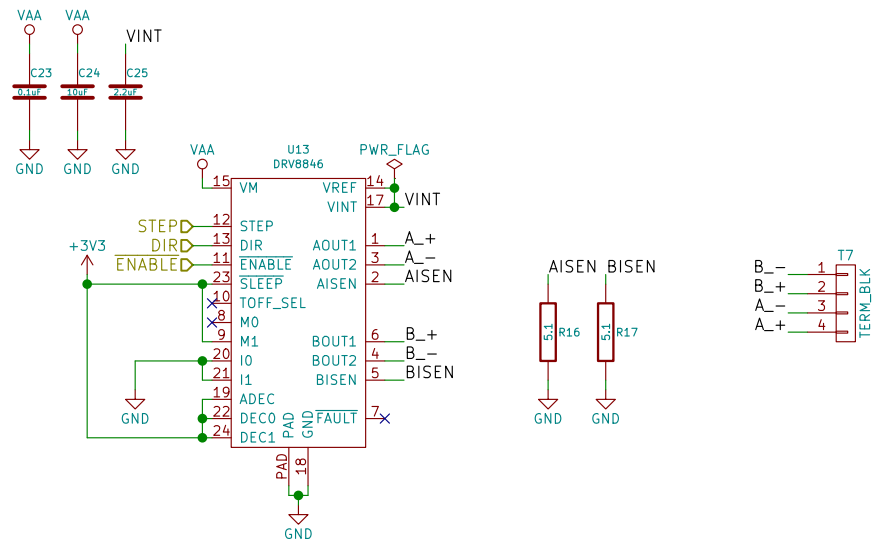 VAA
VAA
VINT
C23
C24
C25
0.1uF
10uF
2.2uF
GND
GND
GND
U13
DRV8846
VAA
PWR_FLAG
15
VM
VREF
14
VINT
17
VINT
STEP
12
STEP
DIR
13
DIR
AOUT1
1
A_+
ENABLE
11
ENABLE
AOUT2
3
A_-
+3V3
23
SLEEP
AISEN
2
AISEN
10
TOFF_SEL
8
M0
9
M1
BOUT1
6
B_+
20
I0
BOUT2
4
B_-
21
I1
BISEN
5
BISEN
GND
19
ADEC
22
DEC0
FAULT
7
24
DEC1
PAD
GND
PAD
18
GND
AISEN
BISEN
5.1
R16
5.1
R17
GND
GND
T7
B_-
1
B_+
2
A_-
3
A_+
4
TERM_BLK